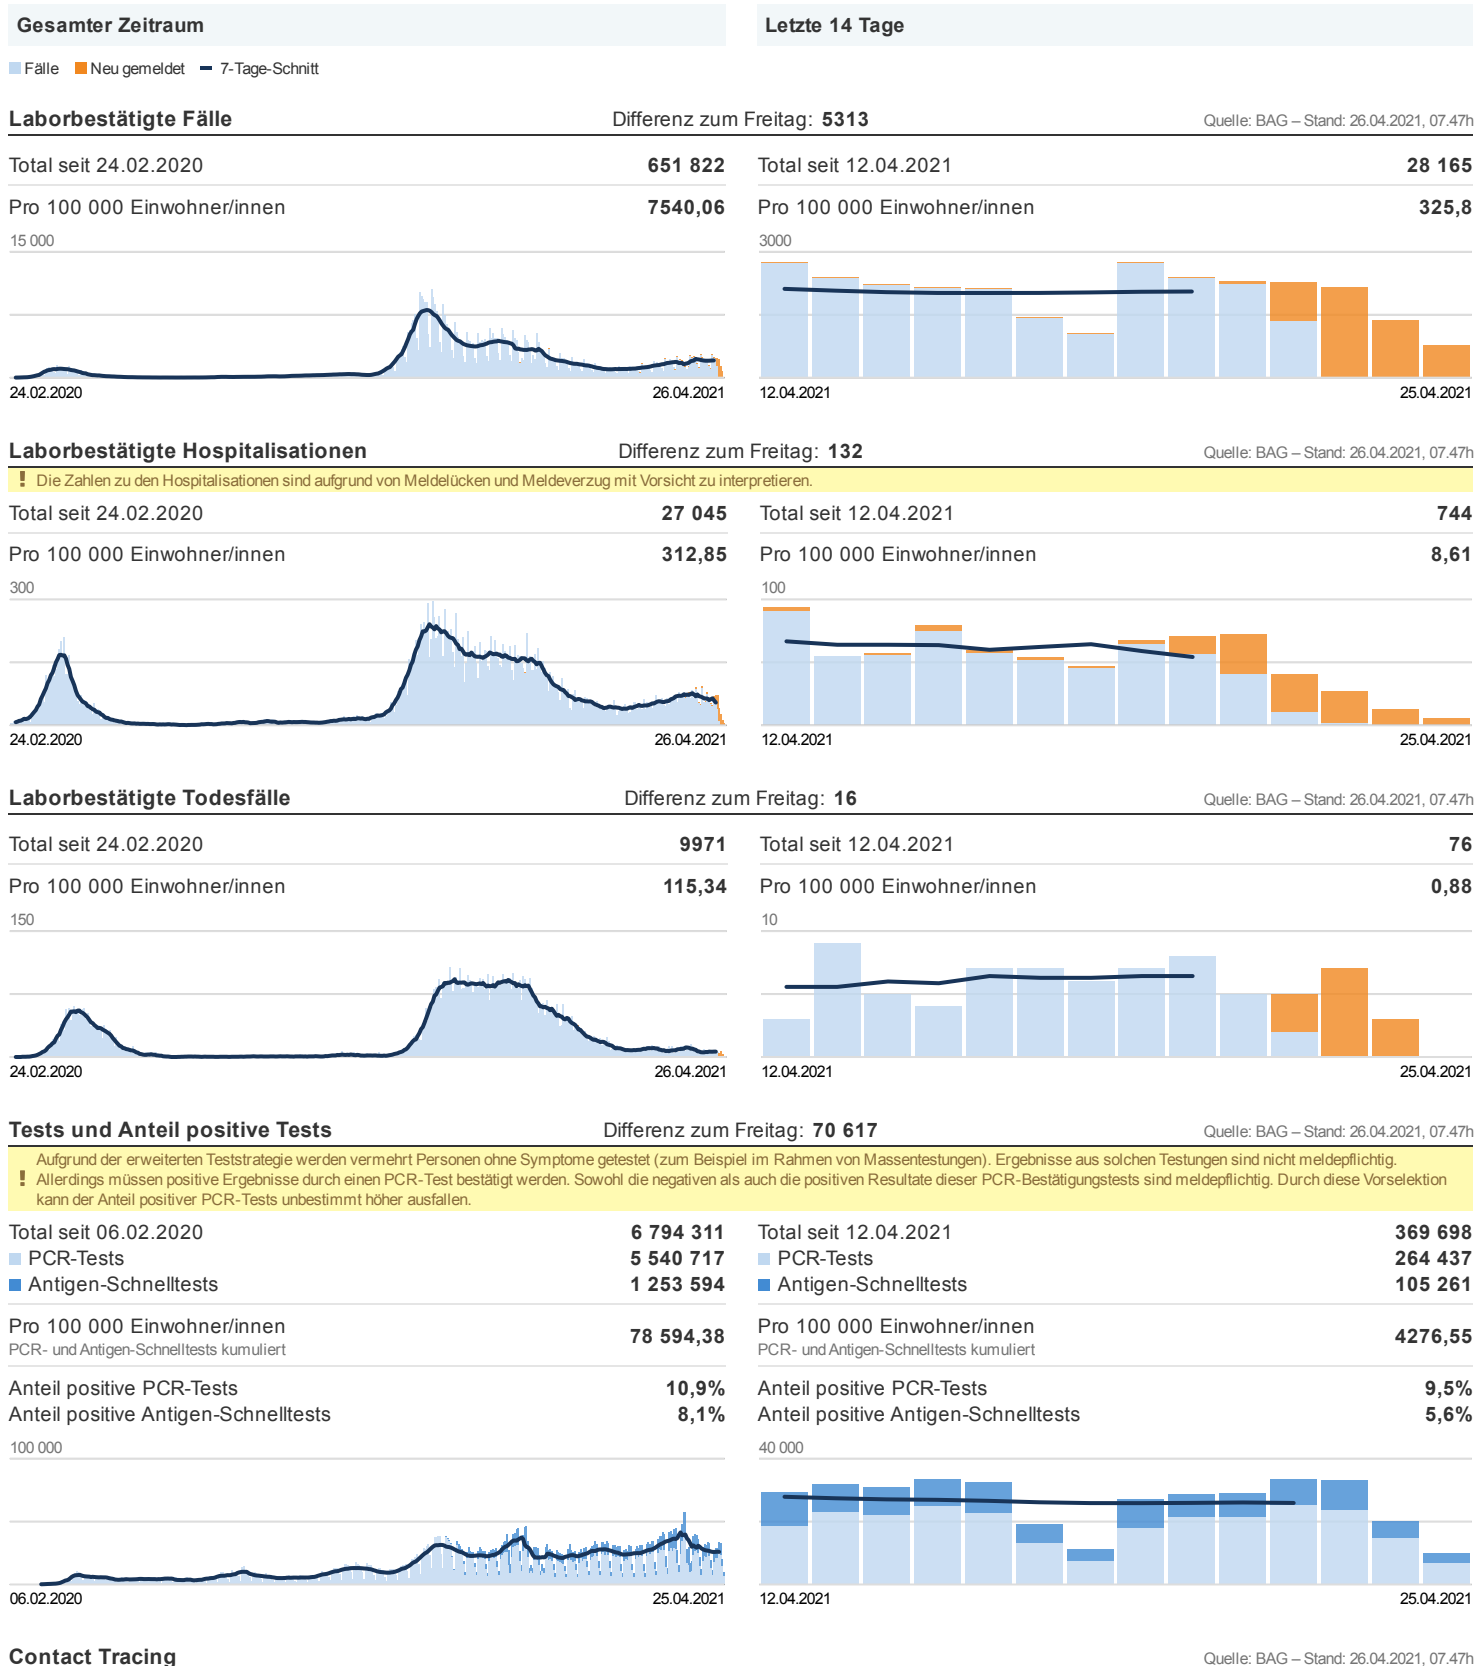 Gesamter Zeitraum
Letzte 14 Tage
Fälle Neu gemeldet 7-Tage-Schnitt
Laborbestätigte Fälle Differenz zum Freitag: 5313 Quelle: BAG – Stand: 26.04.2021, 07.47h
Total seit 24.02.2020 651 822
Pro 100 000 Einwohner/innen 7540,06
15 000
24.02.2020 26.04.2021
Total seit 12.04.2021 28 165
Pro 100 000 Einwohner/innen 325,8
3000
12.04.2021 25.04.2021
Laborbestätigte Hospitalisationen Differenz zum Freitag: 132 Quelle: BAG – Stand: 26.04.2021, 07.47h
! Die Zahlen zu den Hospitalisationen sind aufgrund von Meldelücken und Meldeverzug mit Vorsicht zu interpretieren.
Total seit 24.02.2020 27 045
Pro 100 000 Einwohner/innen 312,85
300
24.02.2020 26.04.2021
Total seit 12.04.2021 744
Pro 100 000 Einwohner/innen 8,61
100
12.04.2021 25.04.2021
Laborbestätigte Todesfälle Differenz zum Freitag: 16 Quelle: BAG – Stand: 26.04.2021, 07.47h
Total seit 24.02.2020 9971
Pro 100 000 Einwohner/innen 115,34
150
24.02.2020 26.04.2021
Total seit 12.04.2021 76
Pro 100 000 Einwohner/innen 0,88
10
12.04.2021 25.04.2021
Tests und Anteil positive Tests Differenz zum Freitag: 70 617 Quelle: BAG – Stand: 26.04.2021, 07.47h
Aufgrund der erweiterten Teststrategie werden vermehrt Personen ohne Symptome getestet (zum Beispiel im Rahmen von Massentestungen). Ergebnisse aus solchen Testungen sind nicht meldepflichtig.
! Allerdings müssen positive Ergebnisse durch einen PCR-Test bestätigt werden. Sowohl die negativen als auch die positiven Resultate dieser PCR-Bestätigungstests sind meldepflichtig. Durch diese Vorselektion
kann der Anteil positiver PCR-Tests unbestimmt höher ausfallen.
Total seit 06.02.2020 6 794 311
PCR-Tests 5 540 717
Antigen-Schnelltests 1 253 594
Pro 100 000 Einwohner/innen 78 594,38
PCR- und Antigen-Schnelltests kumuliert
Anteil positive PCR-Tests 10,9%
Anteil positive Antigen-Schnelltests 8,1%
100 000
06.02.2020 25.04.2021
Total seit 12.04.2021 369 698
PCR-Tests 264 437
Antigen-Schnelltests 105 261
Pro 100 000 Einwohner/innen 4276,55
PCR- und Antigen-Schnelltests kumuliert
Anteil positive PCR-Tests 9,5%
Anteil positive Antigen-Schnelltests 5,6%
40 000
12.04.2021 25.04.2021
Contact Tracing Quelle: BAG – Stand: 26.04.2021, 07.47h